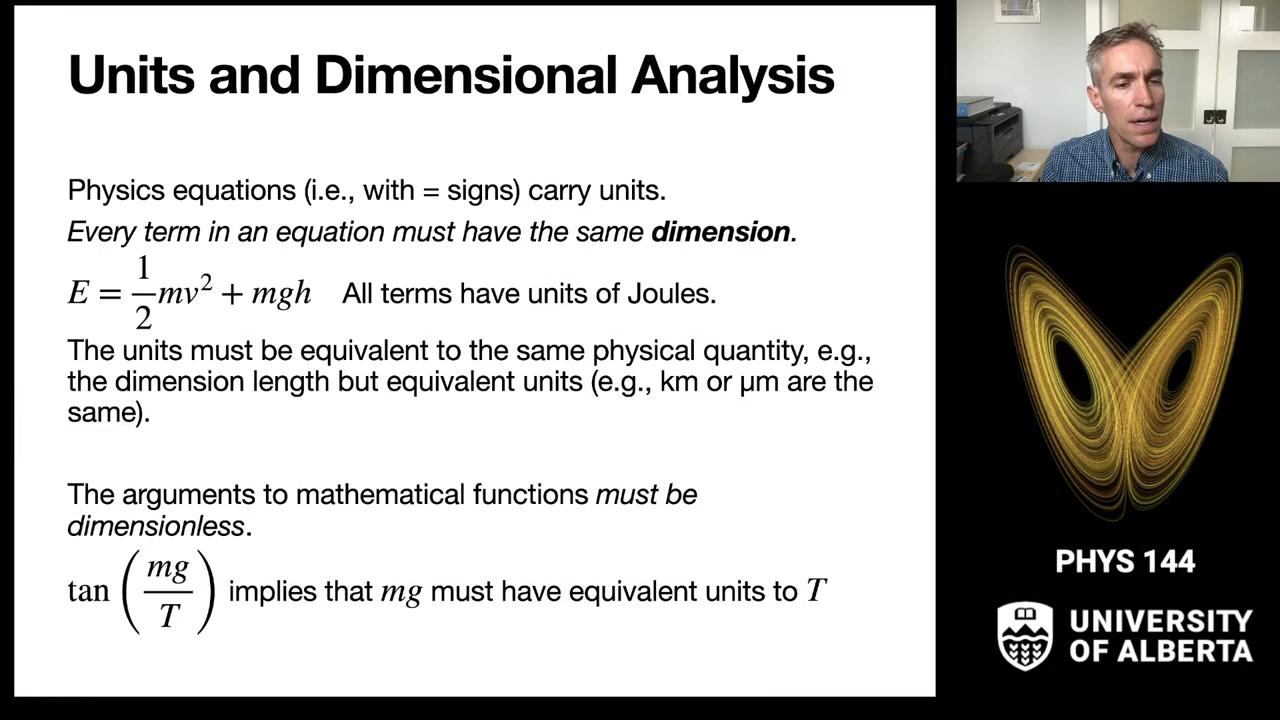 Units and Dimensional Analysis
Physics equations (i.e., with = signs) carry units.
Every term in an equation must have the same dimension.
E = \frac{1}{2}mv^2 + mgh All terms have units of Joules.
The units must be equivalent to the same physical quantity, e.g.,
the dimension length but equivalent units (e.g., km or μm are the
same).
The arguments to mathematical functions must be
dimensionless.
tan \left(\frac{mg}{T}\right) implies that mg must have equivalent units to T
PHYS 144
UNIVERSITY
OF ALBERTA